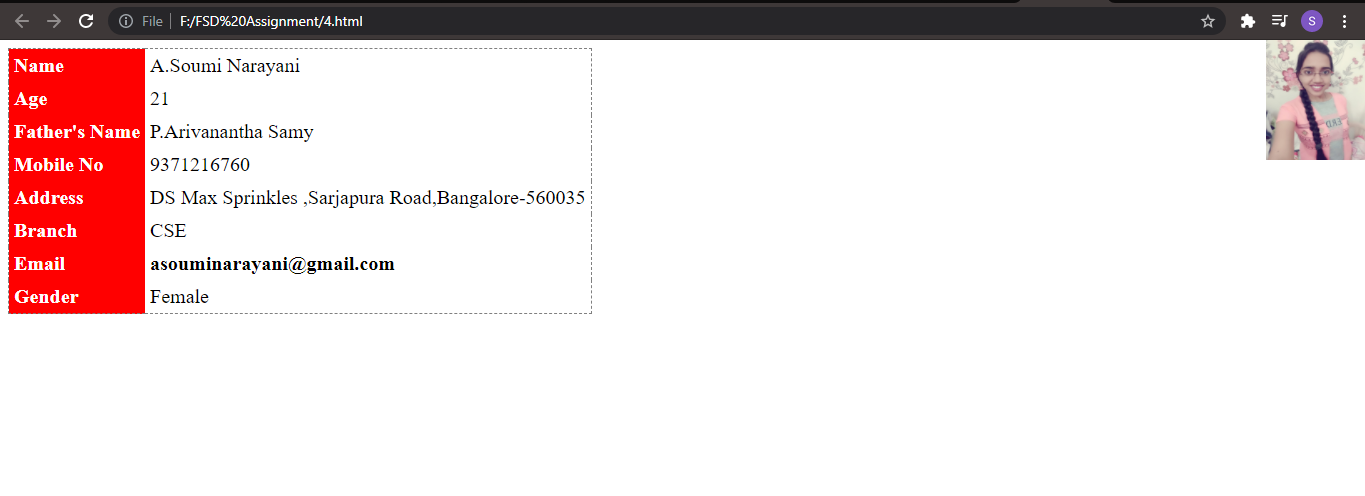 File F:/FSD%20Assignment/4.html S
Name A.Soumi Narayani
Age 21
Father's Name P.Arivanantha Samy
Mobile No 9371216760
Address DS Max Sprinkles ,Sarjapura Road,Bangalore-560035
Branch CSE
Email asouminarayani@gmail.com
Gender Female